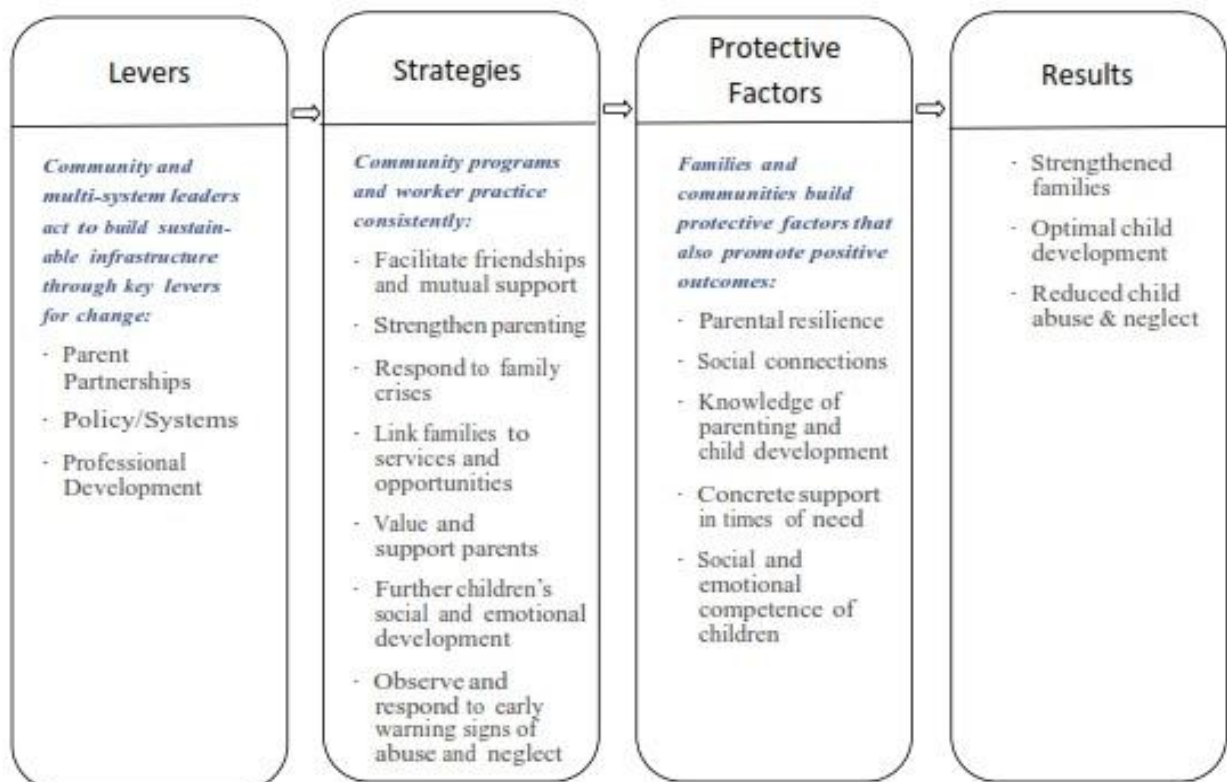 Levers
Community and
multi-system leaders
act to build sustain-
able infrastructure
through key levers
for change:
· Parent
Partnerships
· Policy/Systems
· Professional
Development
Strategies
Community programs
and worker practice
consistently:
· Facilitate friendships
and mutual support
· Strengthen parenting
· Respond to family
crises
· Link families to
services and
opportunities
· Value and
support parents
· Further children's
social and emotional
development
· Observe and
respond to early
warning signs of
abuse and neglect
Protective
Factors
Families and
communities build
protective factors that
also promote positive
outcomes:
· Parental resilience
· Social connections
· Knowledge of
parenting and
child development
· Concrete support
in times of need
· Social and
emotional
competence of
children
Results
· Strengthened
families
· Optimal child
development
· Reduced child
abuse & neglect